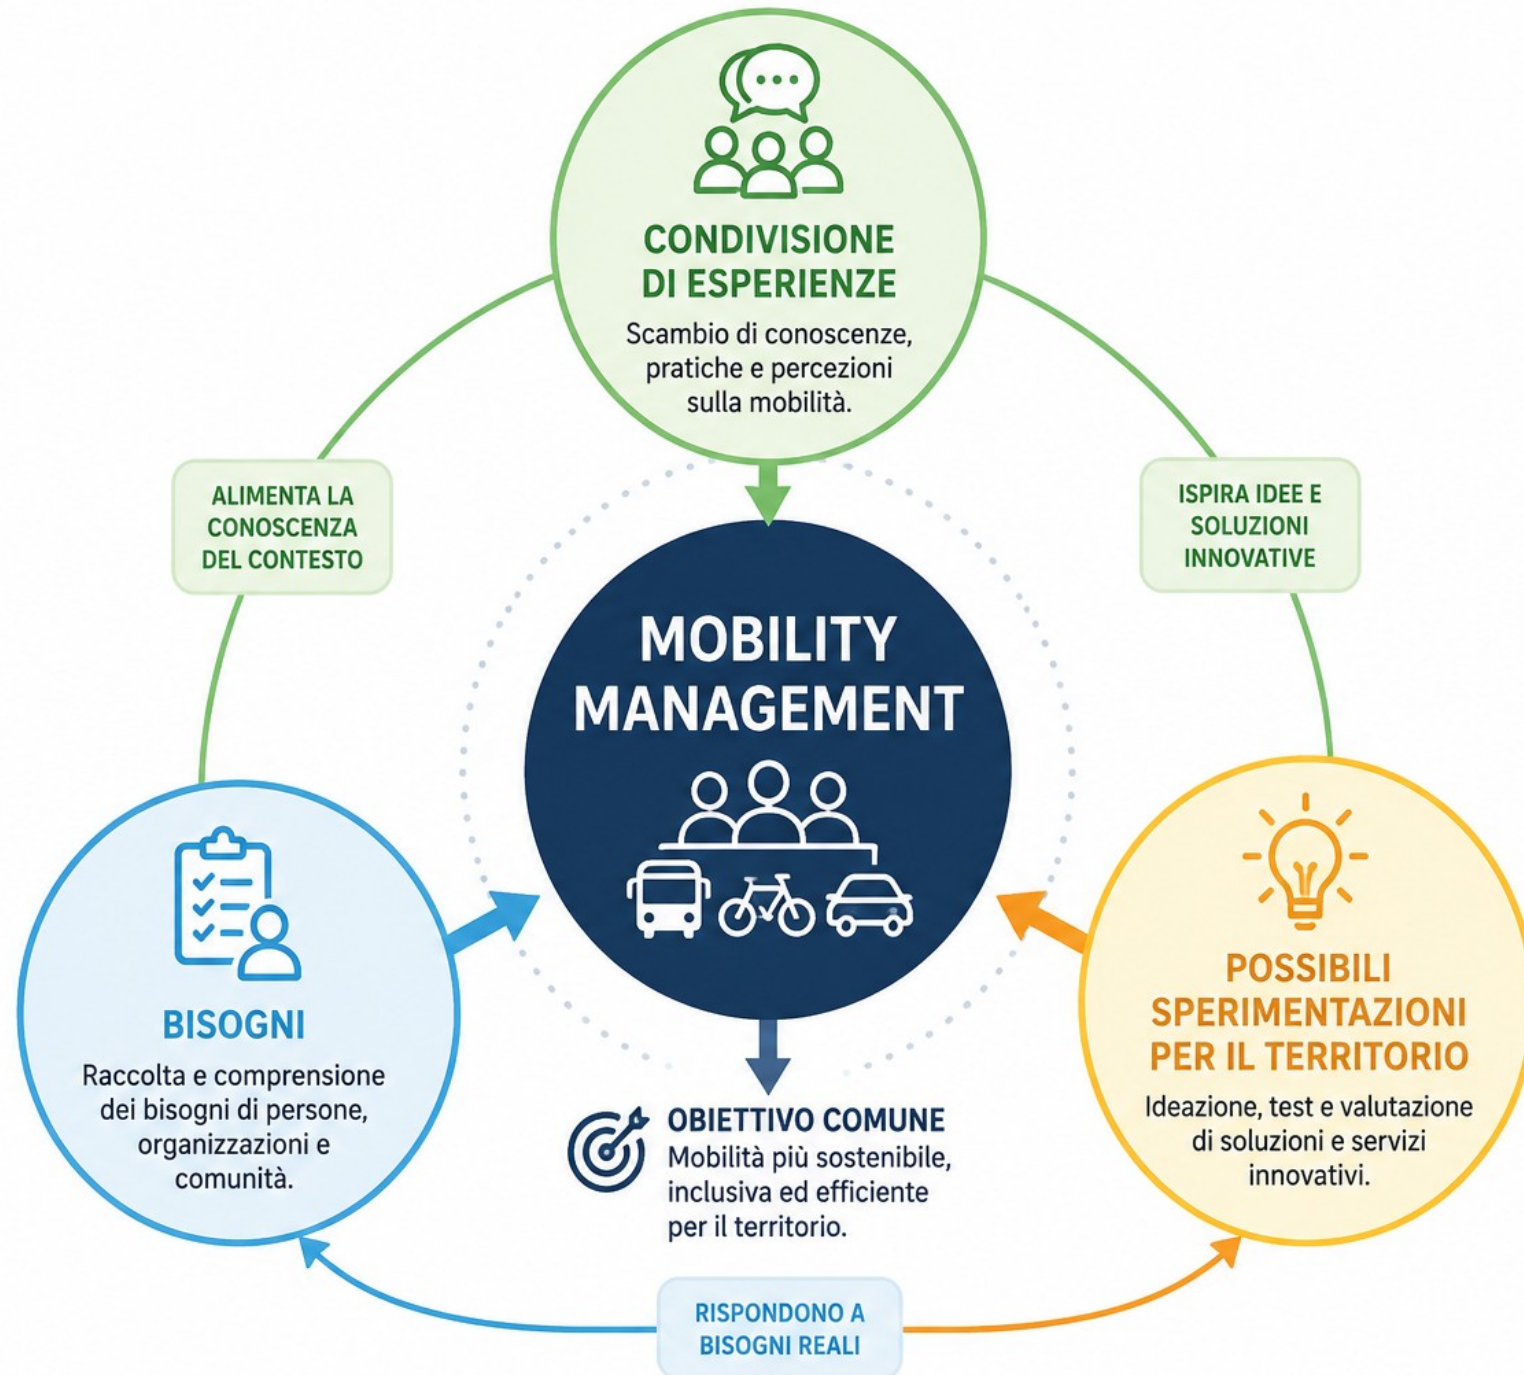 CONDIVISIONE
DI ESPERIENZE
Scambio di conoscenze,
pratiche e percezioni
sulla mobilità.
ALIMENTA LA
CONOSCENZA
DEL CONTESTO
ISPIRA IDEE E
SOLUZIONI
INNOVATIVE
MOBILITY
MANAGEMENT
BISOGNI
Raccolta e comprensione
dei bisogni di persone,
organizzazioni e
comunità.
POSSIBILI
SPERIMENTAZIONI
PER IL TERRITORIO
Ideazione, test e valutazione
di soluzioni e servizi
innovativi.
OBIETTIVO COMUNE
Mobilità più sostenibile,
inclusiva ed efficiente
per il territorio.
RISPONDONO A
BISOGNI REALI